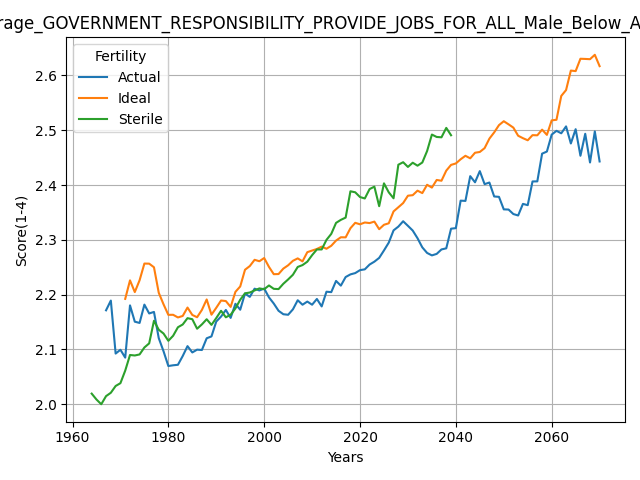 rage_GOVERNMENT_RESPONSIBILITY_PROVIDE_JOBS_FOR_ALL_Male_Below_A
Fertility
Actual
Ideal
Sterile
Score(1-4)
2.6
2.5
2.4
2.3
2.2
2.1
2.0
1960 1980 2000 2020 2040 2060
Years